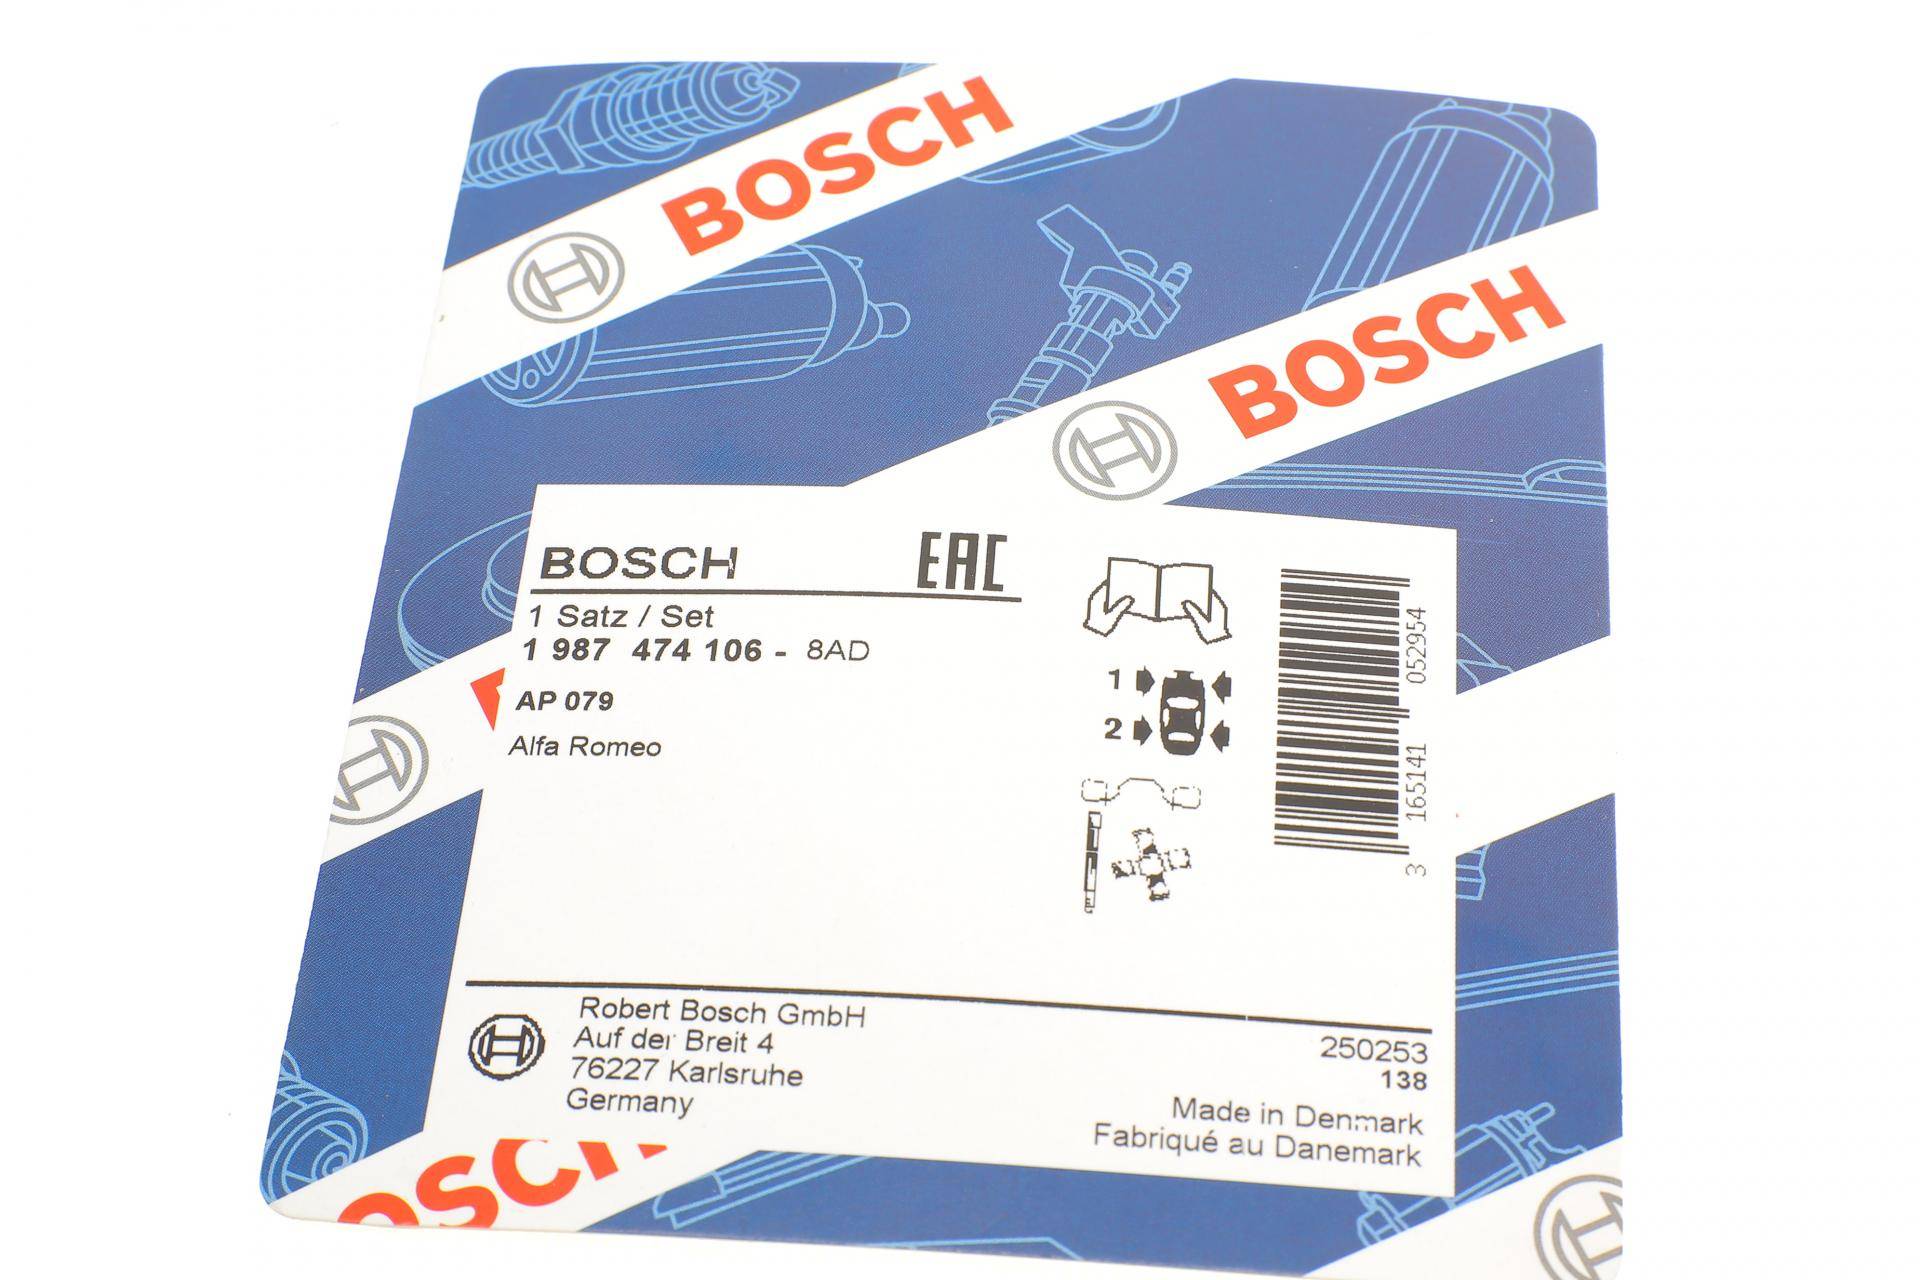 BOSCH
BOSCH
BOSCH EAC
1 Satz / Set
1 987 474 106 - 8AD
AP 079
Alfa Romeo
1
2
3 165141 052954
Robert Bosch GmbH
Auf der Breit 4
76227 Karlsruhe
Germany
250253
138
Made in Denmark
Fabriqué au Danemark
OSCH